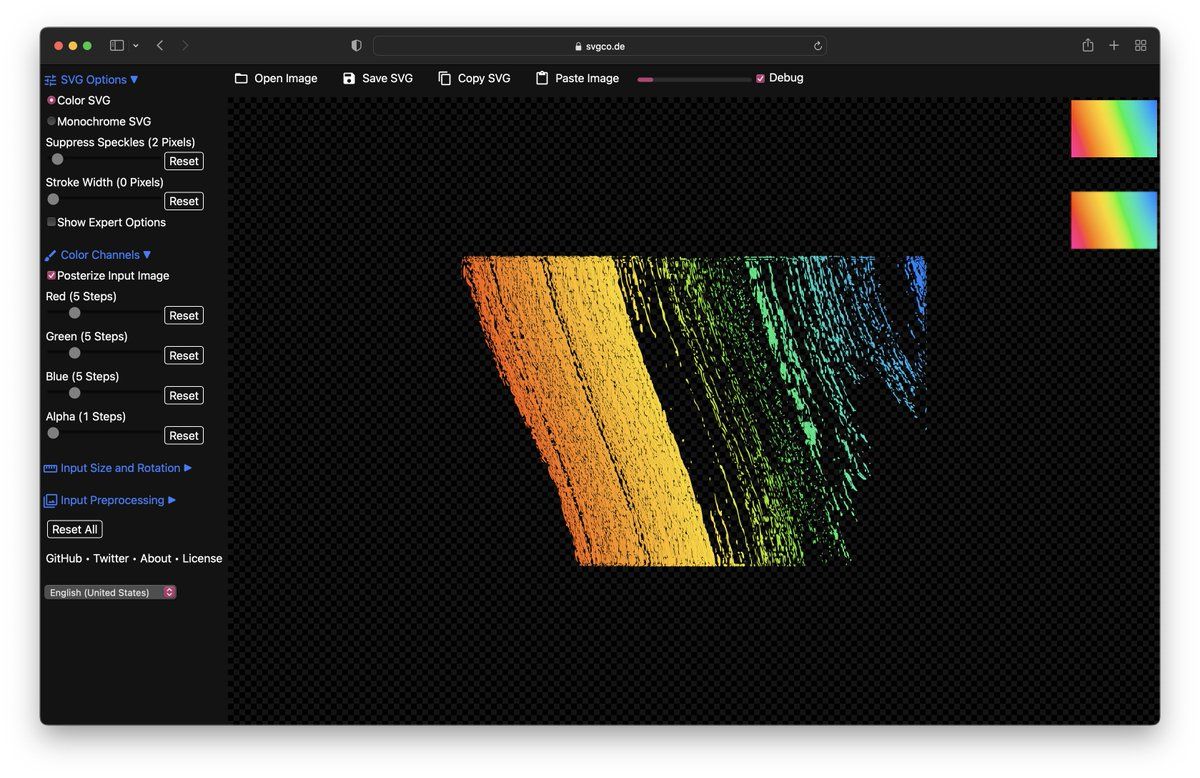 svgco.de
Open Image Save SVG Copy SVG Paste Image Debug
SVG Options
Color SVG
Monochrome SVG
Suppress Speckles (2 Pixels)
Reset
Stroke Width (0 Pixels)
Reset
Show Expert Options
Color Channels
Posterize Input Image
Red (5 Steps)
Reset
Green (5 Steps)
Reset
Blue (5 Steps)
Reset
Alpha (1 Steps)
Reset
Input Size and Rotation
Input Preprocessing
Reset All
GitHub • Twitter • About • License
English (United States)